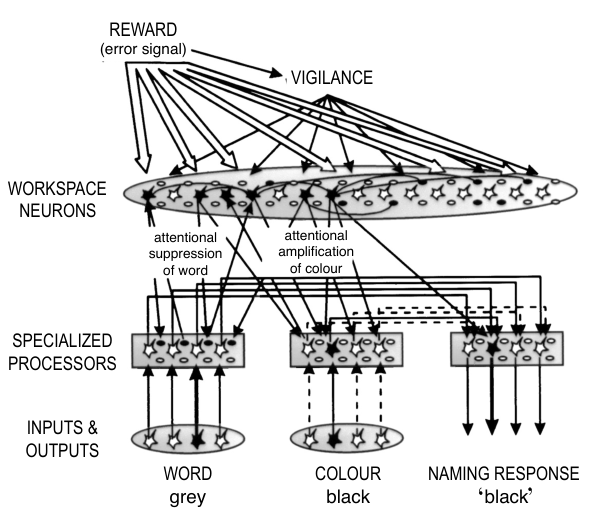 REWARD
(error signal)
VIGILANCE
WORKSPACE
NEURONS
attentional
suppression
of word
attentional
amplification
of colour
SPECIALIZED
PROCESSORS
INPUTS &
OUTPUTS
WORD
grey
COLOUR
black
NAMING RESPONSE
‘black’